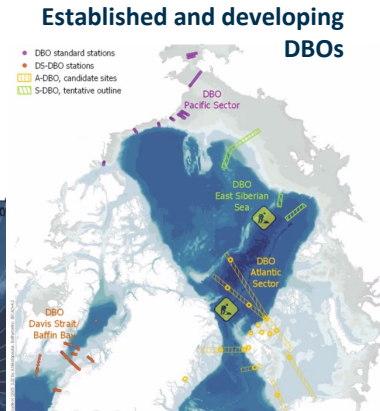 Established and developing
DBOs
DBO standard stations
DS-DBO stations
A-DBO, candidate sites
S-DBO, tentative outline
DBO
Pacific Sector
DBO
East Siberian
Sea
DBO
Atlantic
Sector
DBO
Davis Strait/
Baffin Bay